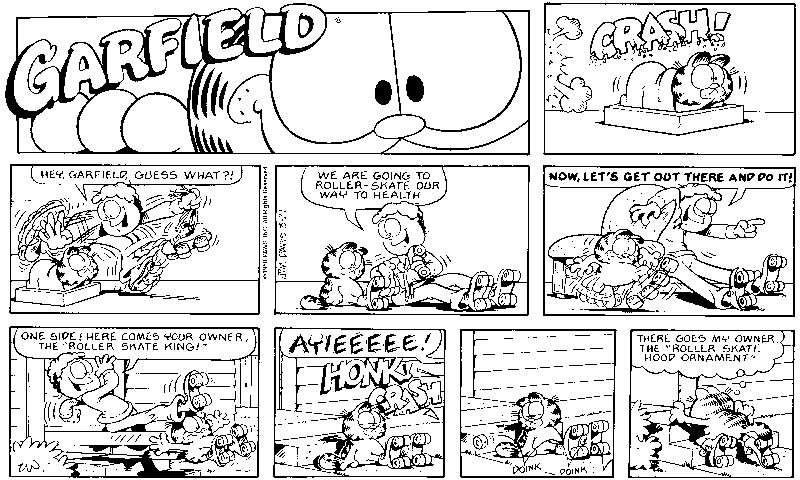 GARFIELD
CRASH!
HEY, GARFIELD, GUESS WHAT?!
WE ARE GOING TO
ROLLER-SKATE OUR
WAY TO HEALTH
JIM DAVIS
NOW, LET'S GET OUT THERE AND DO IT!
ONE SIDE! HERE COMES YOUR OWNER,
THE "ROLLER SKATE KING!"
AYIEEEEE!
HONK
CRASH
DOINK
DOINK
THERE GOES MY OWNER,
THE "ROLLER SKATE
HOOD ORNAMENT"